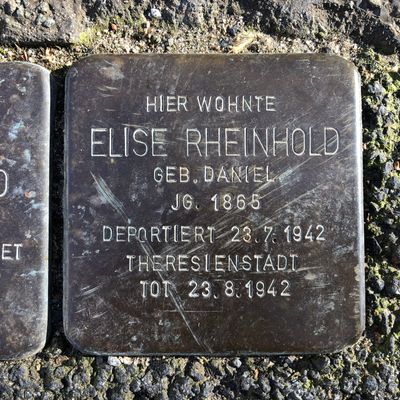 HIER WOHNTE
ELISE RHEINHOLD
GEB. DANIEL
JG. 1865
DEPORTIERT 23.7.1942
THERESIENSTADT
TOT 23.8.1942